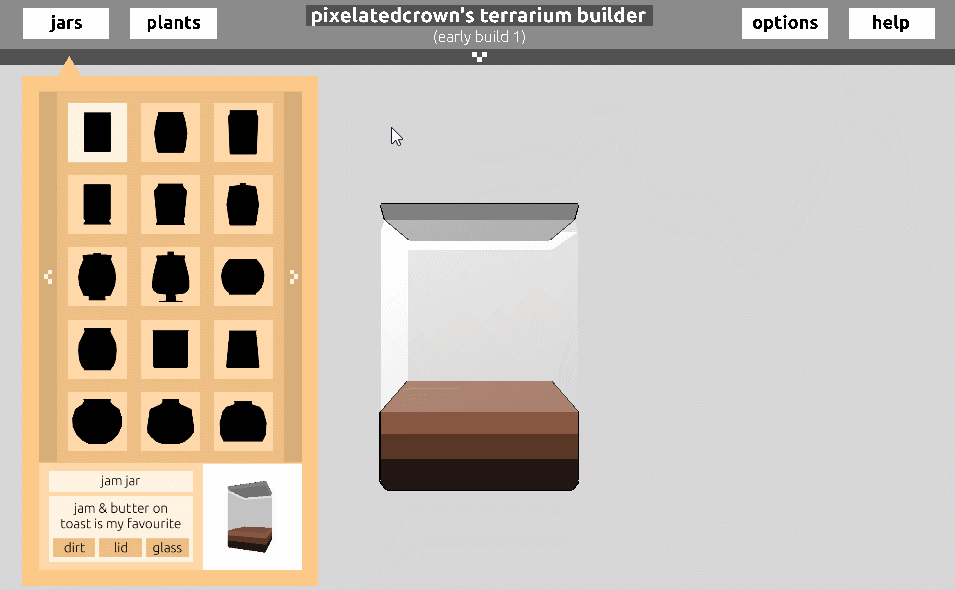 jars
plants
pixelatedcrown's terrarium builder
(early build 1)
options
help
jam jar
jam & butter on
toast is my favourite
dirt
lid
glass